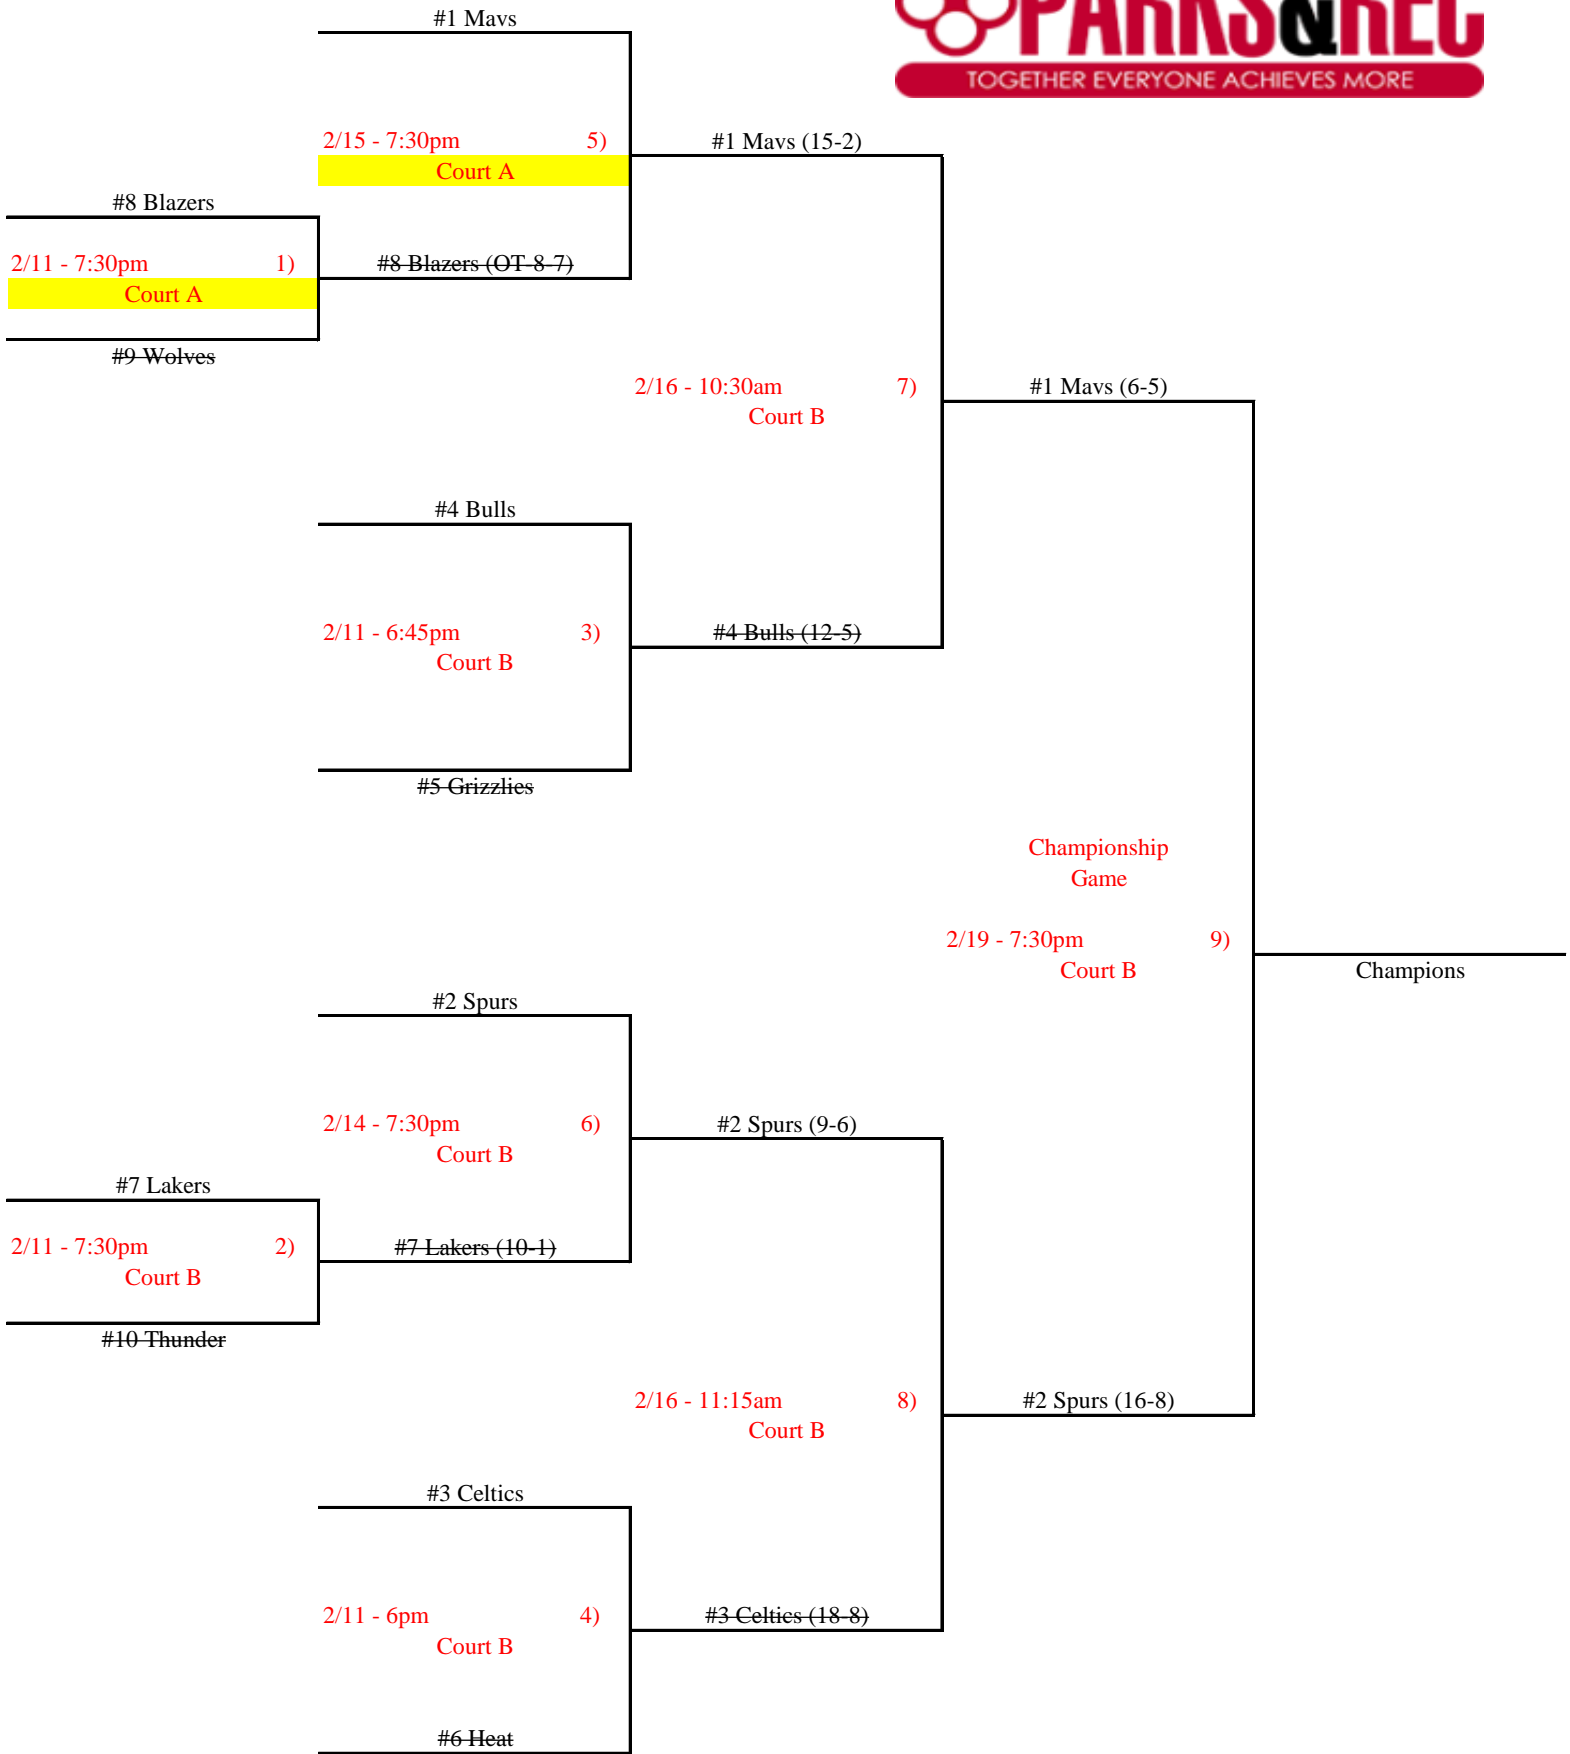 #1 Mavs
PARKS&REC
TOGETHER EVERYONE ACHIEVES MORE
2/15 - 7:30pm 5)
Court A
#1 Mavs (15-2)
#8 Blazers
2/11 - 7:30pm 1)
Court A
#8 Blazers (OT-8-7)
#9 Wolves
2/16 - 10:30am 7)
Court B
#1 Mavs (6-5)
#4 Bulls
2/11 - 6:45pm 3)
Court B
#4 Bulls (12-5)
#5 Grizzlies
Championship
Game
2/19 - 7:30pm 9)
Court B
Champions
#2 Spurs
2/14 - 7:30pm 6)
Court B
#2 Spurs (9-6)
#7 Lakers
2/11 - 7:30pm 2)
Court B
#7 Lakers (10-1)
#10 Thunder
2/16 - 11:15am 8)
Court B
#2 Spurs (16-8)
#3 Celtics
2/11 - 6pm 4)
Court B
#3 Celtics (18-8)
#6 Heat